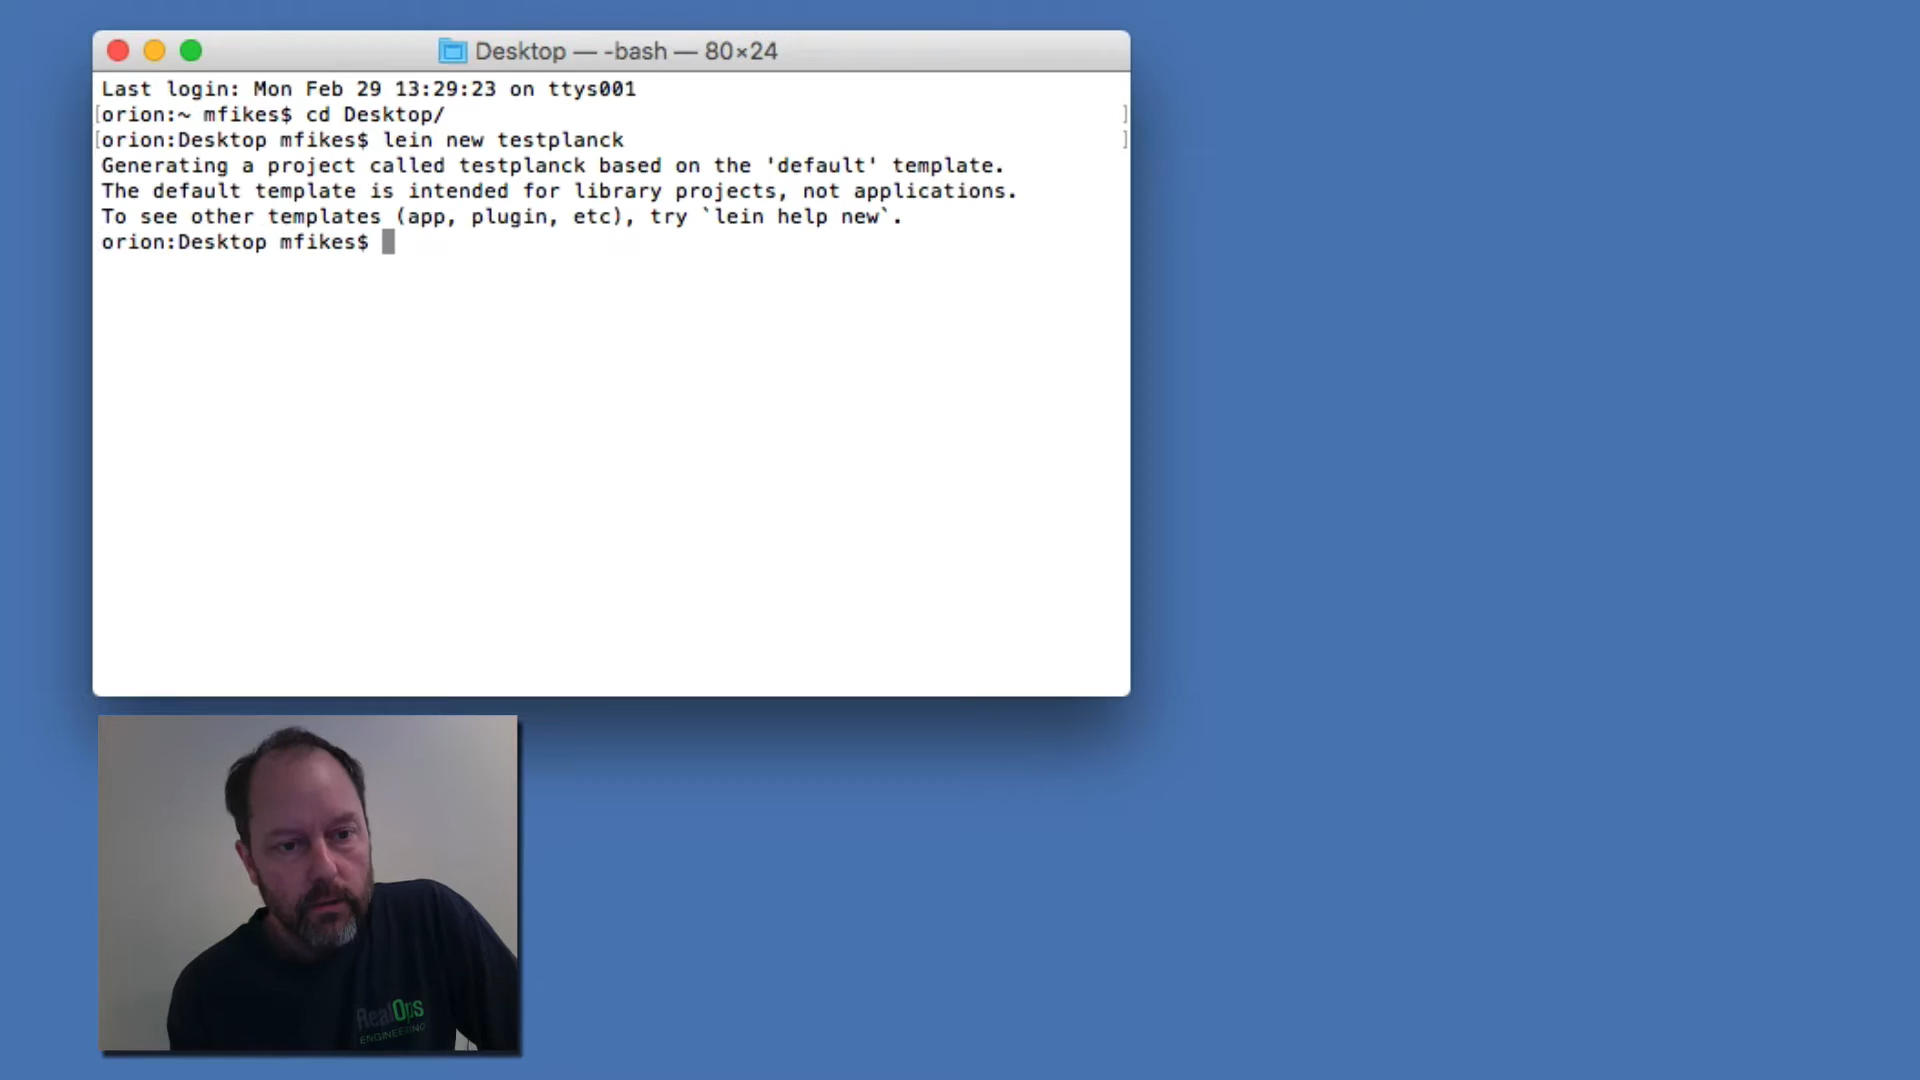 Desktop — -bash — 80×24
Last login: Mon Feb 29 13:29:23 on ttys001
[orion:~ mfikes$ cd Desktop/ ]
[orion:Desktop mfikes$ lein new testplanck ]
Generating a project called testplanck based on the 'default' template.
The default template is intended for library projects, not applications.
To see other templates (app, plugin, etc), try `lein help new`.
orion:Desktop mfikes$
RealOps
ENGINEERING